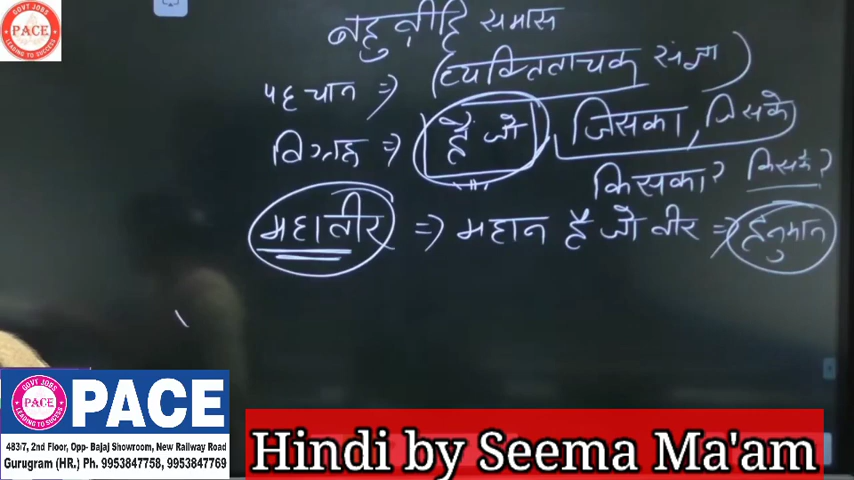 GOVT JOBS
PACE
LEADING TO SUCCESS
बहुव्रीहि समास
पहचान ⇒ (व्यक्तिवाचक संज्ञा)
विग्रह ⇒ है जो, जिसका, जिसके
किसका? किसके?
महावीर ⇒ महान है जो वीर ⇒ हनुमान
GOVT JOBS
PACE
LEADING TO SUCCESS
PACE
483/7, 2nd Floor, Opp- Bajaj Showroom, New Railway Road
Gurugram (HR.) Ph. 9953847758, 9953847769
Hindi by Seema Ma'am